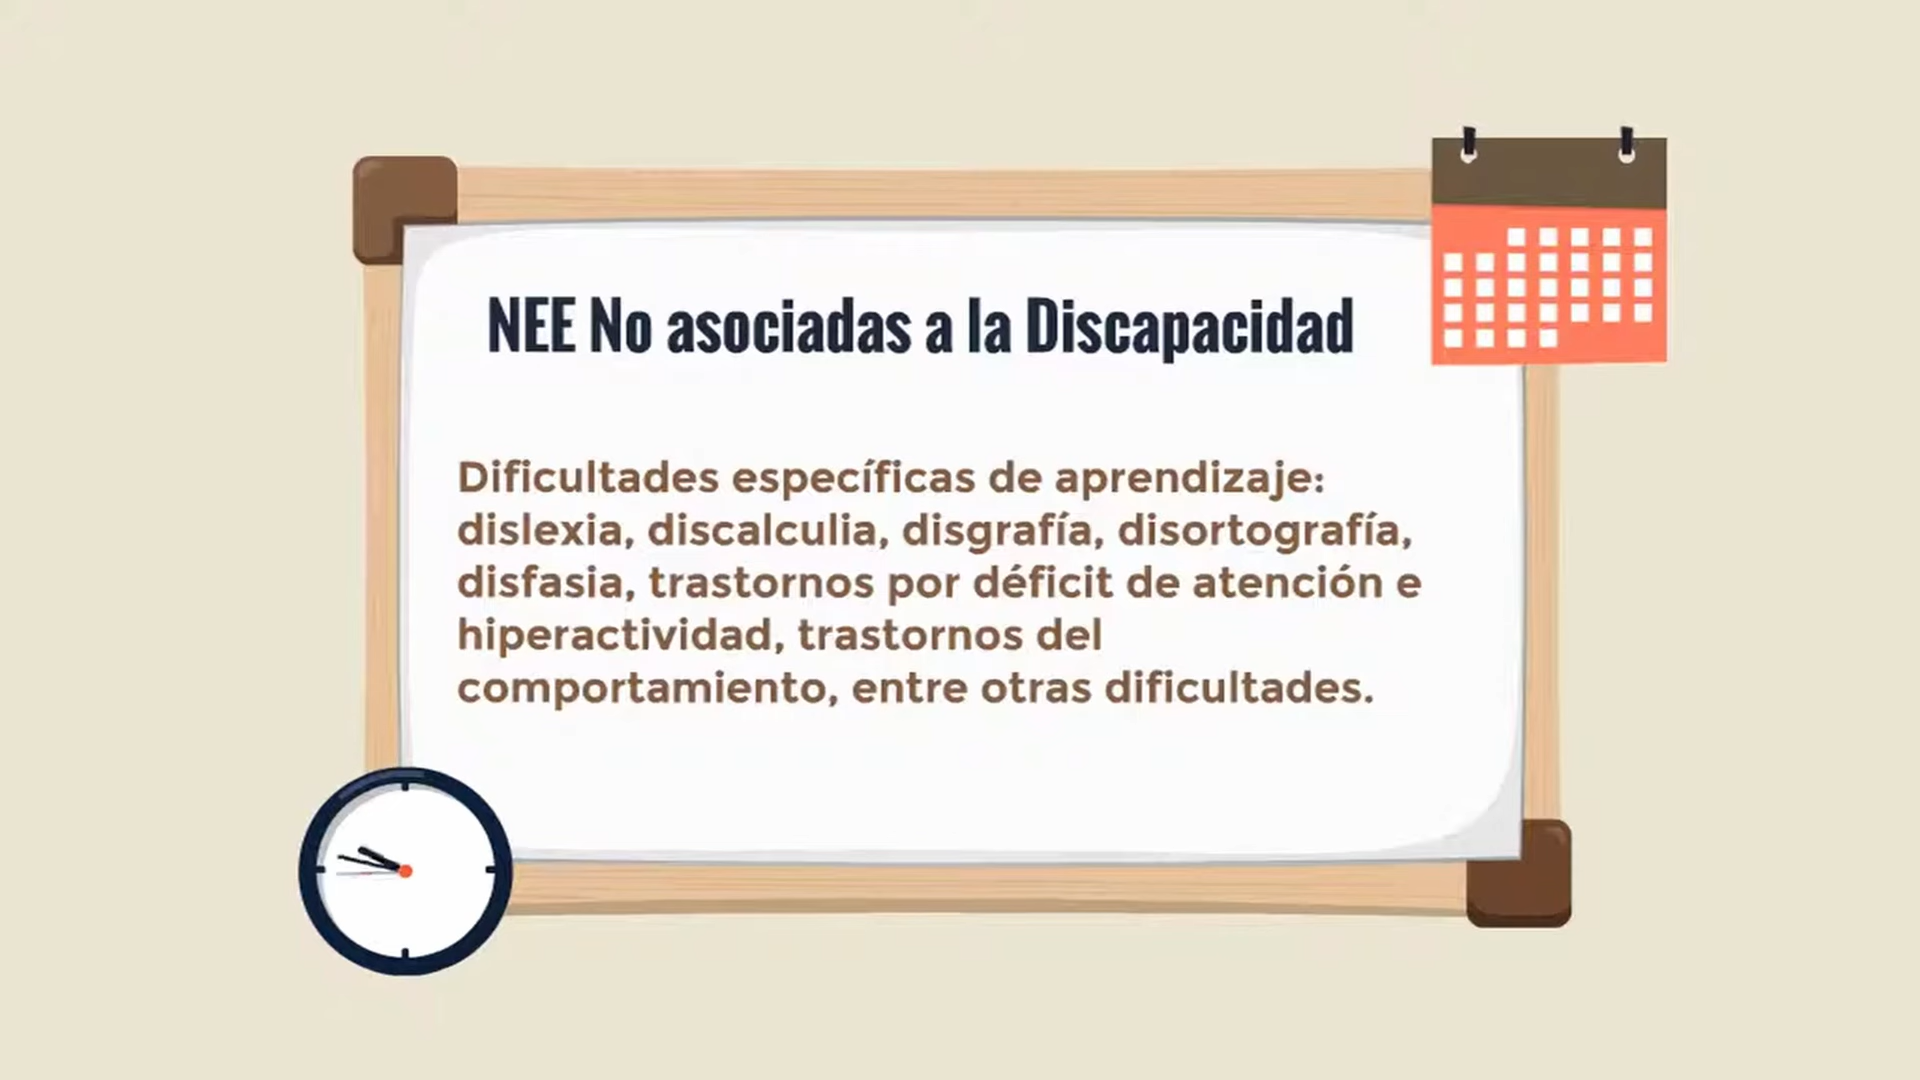 NEE No asociadas a la Discapacidad
Dificultades específicas de aprendizaje:
dislexia, discalculia, disgrafía, disortografía,
disfasia, trastornos por déficit de atención e
hiperactividad, trastornos del
comportamiento, entre otras dificultades.